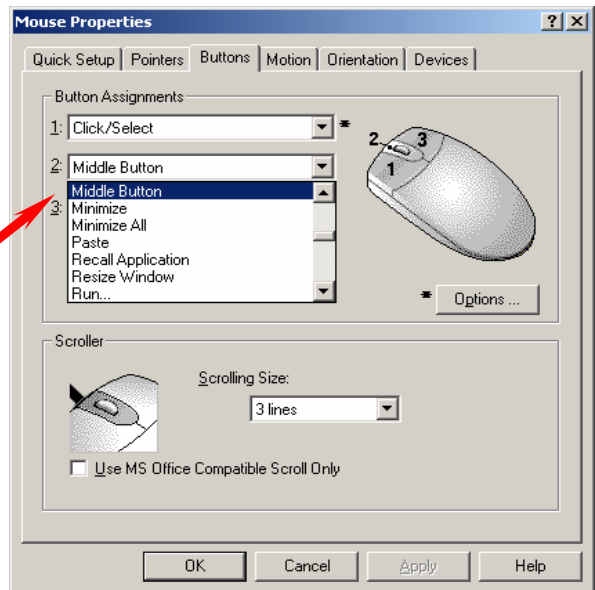 Mouse Properties
Quick Setup Pointers Buttons Motion Orientation Devices
Button Assignments
1: Click/Select
2: Middle Button
Middle Button
3: Minimize
Minimize All
Paste
Recall Application
Resize Window
Run...
2 3
1
Options ...
Scroller
Scrolling Size:
3 lines
Use MS Office Compatible Scroll Only
OK Cancel Apply Help